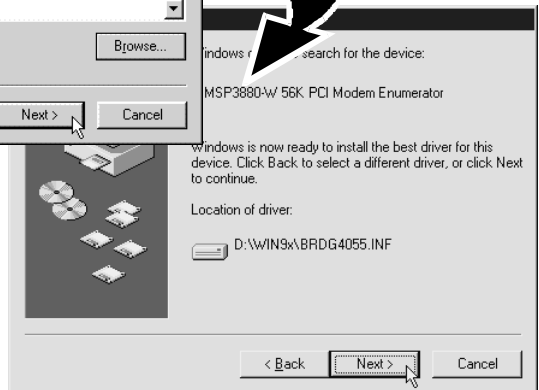 Browse...
Next >
Cancel
search for the device:
MSP3880-W 56K PCI Modem Enumerator
Windows is now ready to install the best driver for this
device. Click Back to select a different driver, or click Next
to continue.
Location of driver:
D:\WIN9x\BRDG4055.INF
< Back
Next >
Cancel